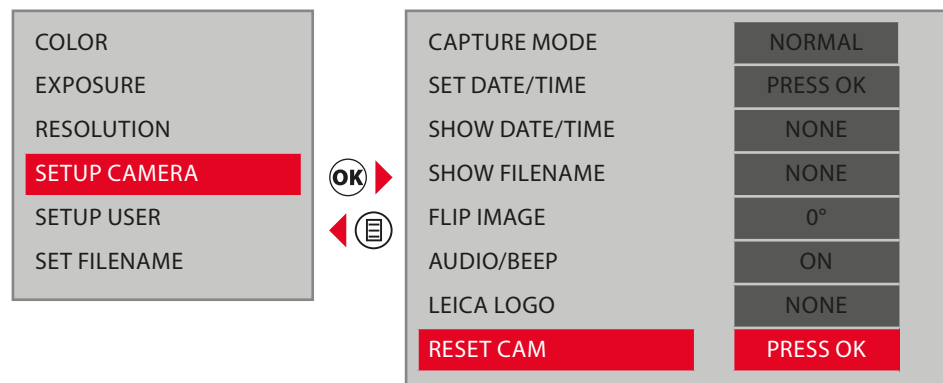 COLOR
EXPOSURE
RESOLUTION
SETUP CAMERA
SETUP USER
SET FILENAME
OK
CAPTURE MODE NORMAL
SET DATE/TIME PRESS OK
SHOW DATE/TIME NONE
SHOW FILENAME NONE
FLIP IMAGE 0°
AUDIO/BEEP ON
LEICA LOGO NONE
RESET CAM PRESS OK